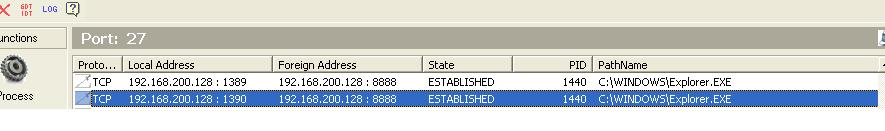 GDT IDT LOG
unctions
Port: 27
Proto... Local Address Foreign Address State PID PathName
TCP 192.168.200.128 : 1389 192.168.200.128 : 8888 ESTABLISHED 1440 C:\WINDOWS\Explorer.EXE
Process
TCP 192.168.200.128 : 1390 192.168.200.128 : 8888 ESTABLISHED 1440 C:\WINDOWS\Explorer.EXE